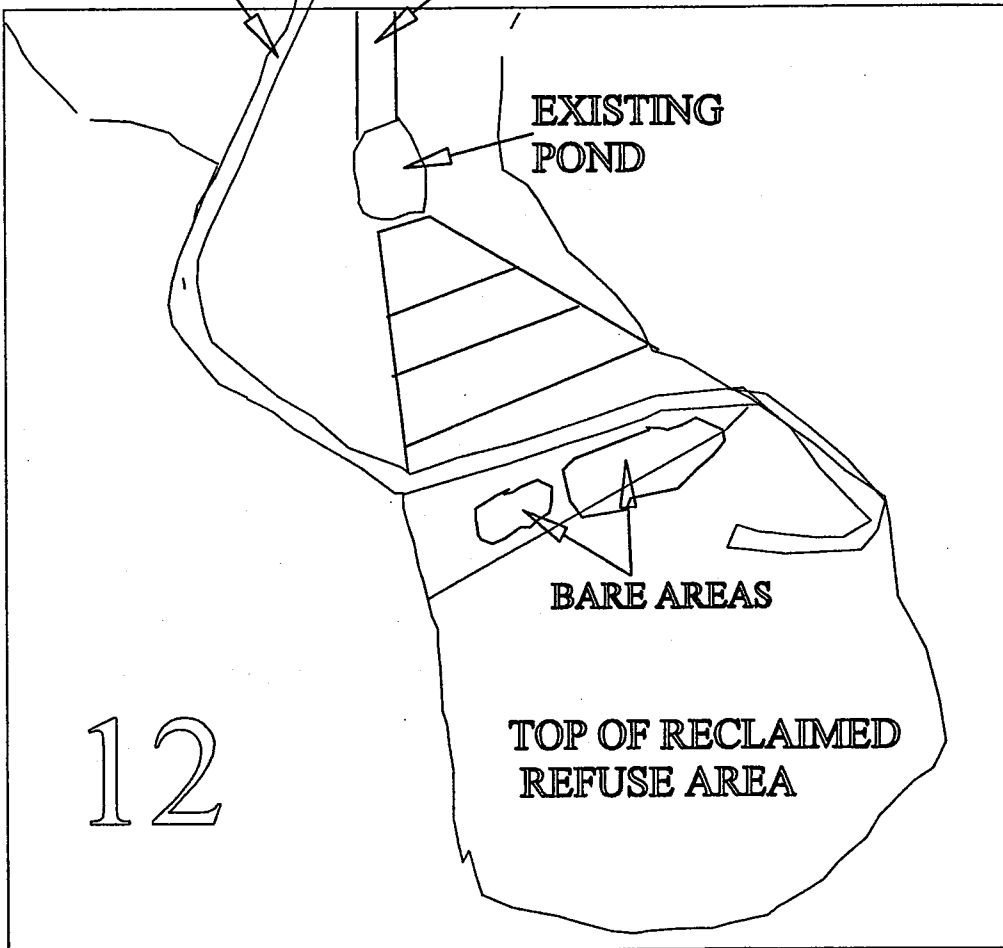 EXISTING
POND
BARE AREAS
TOP OF RECLAIMED
REFUSE AREA
12